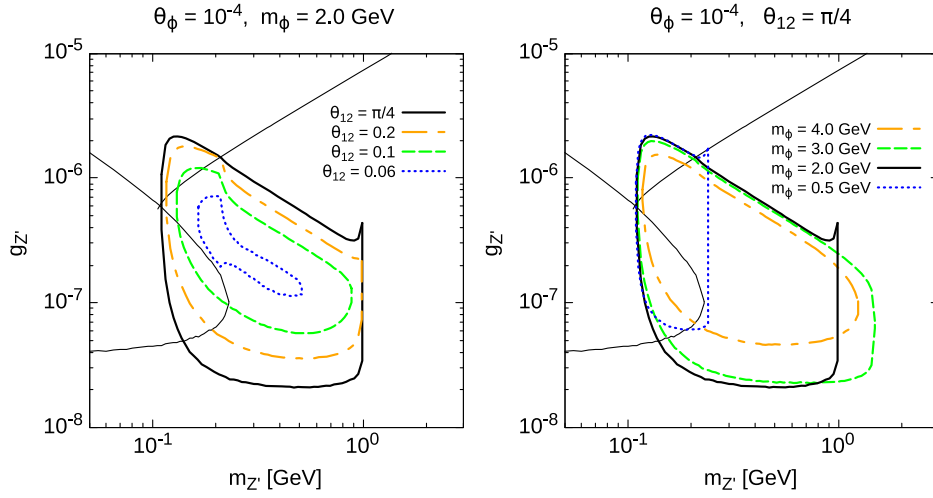 θϕ = 10⁻⁴, mϕ = 2.0 GeV
10⁻⁵
10⁻⁶
10⁻⁷
10⁻⁸
gZ'
θ12 = π/4
θ12 = 0.2
θ12 = 0.1
θ12 = 0.06
10⁻¹
10⁰
mZ' [GeV]
θϕ = 10⁻⁴, θ12 = π/4
10⁻⁵
10⁻⁶
10⁻⁷
10⁻⁸
gZ'
mϕ = 4.0 GeV
mϕ = 3.0 GeV
mϕ = 2.0 GeV
mϕ = 0.5 GeV
10⁻¹
10⁰
mZ' [GeV]